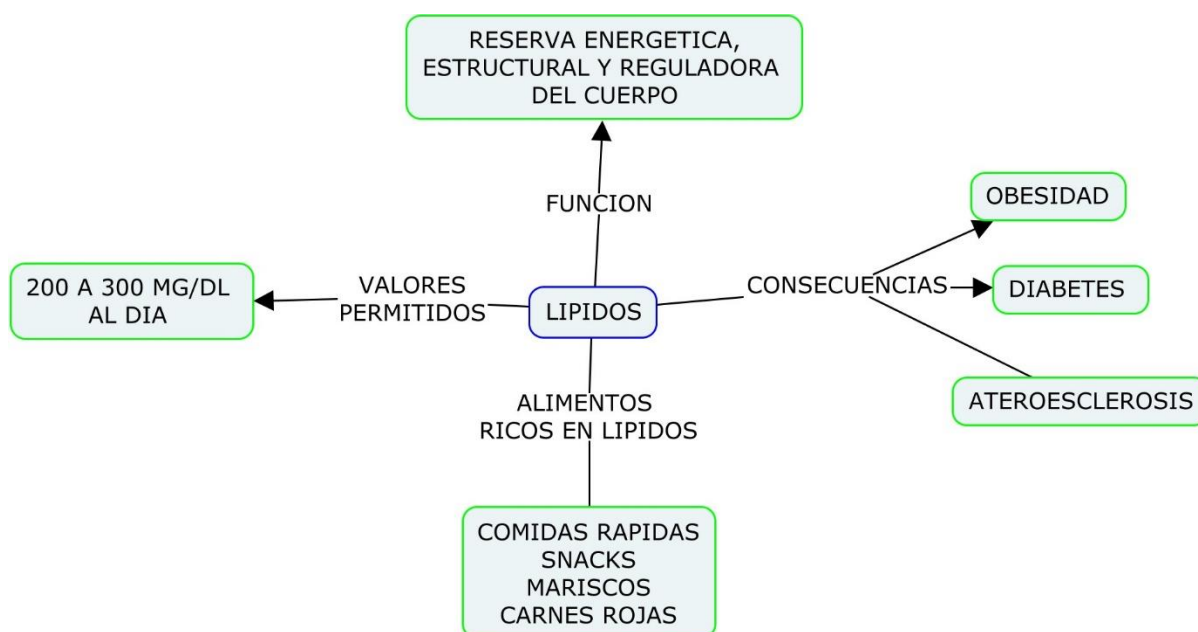 RESERVA ENERGETICA,
ESTRUCTURAL Y REGULADORA
DEL CUERPO
FUNCION
OBESIDAD
200 A 300 MG/DL
AL DIA
VALORES
PERMITIDOS
LIPIDOS
CONSECUENCIAS
DIABETES
ATEROESCLEROSIS
ALIMENTOS
RICOS EN LIPIDOS
COMIDAS RAPIDAS
SNACKS
MARISCOS
CARNES ROJAS